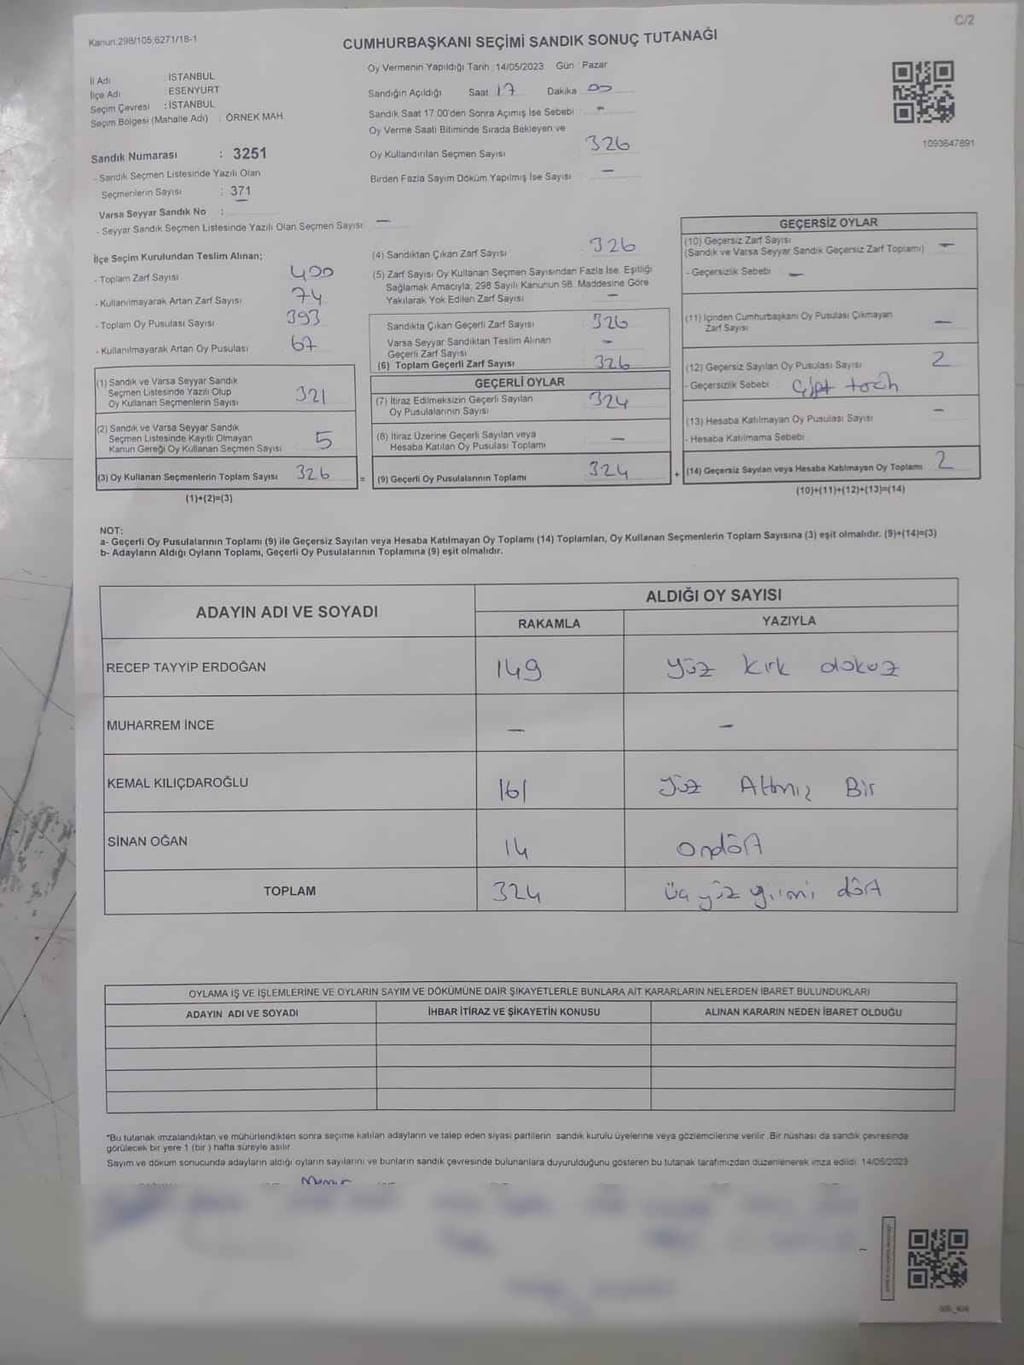 C/2
Kanun:298/105,6271/18-1
CUMHURBAŞKANI SEÇİMİ SANDIK SONUÇ TUTANAĞI
İl Adı : İSTANBUL
İlçe Adı : ESENYURT
Seçim Çevresi : İSTANBUL
Seçim Bölgesi (Mahalle Adı) : ÖRNEK MAH.
Sandık Numarası : 3251
- Sandık Seçmen Listesinde Yazılı Olan
Seçmenlerin Sayısı : 371
Varsa Seyyar Sandık No :
- Seyyar Sandık Seçmen Listesinde Yazılı Olan Seçmen Sayısı —
Oy Vermenin Yapıldığı Tarih :14/05/2023 Gün : Pazar
Sandığın Açıldığı Saat 17 Dakika 00
Sandık Saat 17.00'den Sonra Açılmış İse Sebebi —
Oy Verme Saati Bitiminde Sırada Bekleyen ve
Oy Kullandırılan Seçmen Sayısı 326
Birden Fazla Sayım Döküm Yapılmış İse Sayısı —
1093647891
İlçe Seçim Kurulundan Teslim Alınan;
- Toplam Zarf Sayısı 400
- Kullanılmayarak Artan Zarf Sayısı 74
- Toplam Oy Pusulası Sayısı 393
- Kullanılmayarak Artan Oy Pusulası 67
(1) Sandık ve Varsa Seyyar Sandık
Seçmen Listesinde Yazılı Olup
Oy Kullanan Seçmenlerin Sayısı 321
(2) Sandık ve Varsa Seyyar Sandık
Seçmen Listesinde Kayıtlı Olmayan
Kanun Gereği Oy Kullanan Seçmen Sayısı 5
(3) Oy Kullanan Seçmenlerin Toplam Sayısı 326
(1)+(2)=(3)
(4) Sandıktan Çıkan Zarf Sayısı 326
(5) Zarf Sayısı Oy Kullanan Seçmen Sayısından Fazla İse, Eşitliği
Sağlamak Amacıyla; 298 Sayılı Kanunun 98. Maddesine Göre
Yakılarak Yok Edilen Zarf Sayısı —
Sandıkta Çıkan Geçerli Zarf Sayısı 326
Varsa Seyyar Sandıktan Teslim Alınan
Geçerli Zarf Sayısı —
(6) Toplam Geçerli Zarf Sayısı 326
GEÇERLİ OYLAR
(7) İtiraz Edilmeksizin Geçerli Sayılan
Oy Pusulalarının Sayısı 324
(8) İtiraz Üzerine Geçerli Sayılan veya
Hesaba Katılan Oy Pusulası Toplamı —
= (9) Geçerli Oy Pusulalarının Toplamı 324
GEÇERSİZ OYLAR
(10) Geçersiz Zarf Sayısı
(Sandık ve Varsa Seyyar Sandık Geçersiz Zarf Toplamı) —
- Geçersizlik Sebebi —
(11) İçinden Cumhurbaşkanı Oy Pusulası Çıkmayan
Zarf Sayısı —
(12) Geçersiz Sayılan Oy Pusulası Sayısı 2
- Geçersizlik Sebebi Çift
(13) Hesaba Katılmayan Oy Pusulası Sayısı —
- Hesaba Katılmama Sebebi
+ (14) Geçersiz Sayılan veya Hesaba Katılmayan Oy Toplamı 2
(10)+(11)+(12)+(13)=(14)
NOT:
a- Geçerli Oy Pusulalarının Toplamı (9) ile Geçersiz Sayılan veya Hesaba Katılmayan Oy Toplamı (14) Toplamları, Oy Kullanan Seçmenlerin Toplam Sayısına (3) eşit olmalıdır. (9)+(14)=(3)
b- Adayların Aldığı Oyların Toplamı, Geçerli Oy Pusulalarının Toplamına (9) eşit olmalıdır.
ADAYIN ADI VE SOYADI ALDIĞI OY SAYISI
RAKAMLA YAZIYLA
RECEP TAYYİP ERDOĞAN 149 yüz kırk dokuz
MUHARREM İNCE — —
KEMAL KILIÇDAROĞLU 161 Yüz Altmış Bir
SİNAN OĞAN 14 ondört
TOPLAM 324 üç yüz yirmi dört
OYLAMA İŞ VE İŞLEMLERİNE VE OYLARIN SAYIM VE DÖKÜMÜNE DAİR ŞİKAYETLERLE BUNLARA AİT KARARLARIN NELERDEN İBARET BULUNDUKLARI
ADAYIN ADI VE SOYADI İHBAR İTİRAZ VE ŞİKAYETİN KONUSU ALINAN KARARIN NEDEN İBARET OLDUĞU
*Bu tutanak imzalandıktan ve mühürlendikten sonra seçime katılan adayların ve talep eden siyasi partilerin sandık kurulu üyelerine veya gözlemcilerine verilir. Bir nüshası da sandık çevresinde
görülecek bir yere 1 (bir) hafta süreyle asılır.
Sayım ve döküm sonucunda adayların aldığı oyların sayılarını ve bunların sandık çevresinde bulunanlara duyurulduğunu gösteren bu tutanak tarafımızdan düzenlenerek imza edildi. 14/05/2023
Memur